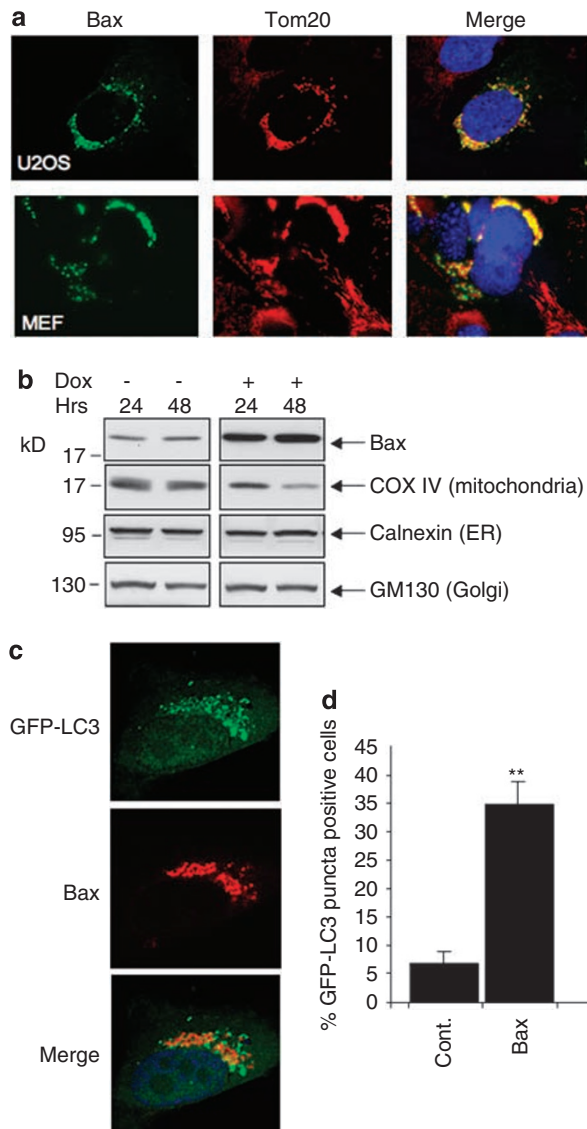 a
Bax Tom20 Merge
U2OS
MEF
b
Dox - - + +
Hrs 24 48 24 48
kD
17
Bax
17
COX IV (mitochondria)
95
Calnexin (ER)
130
GM130 (Golgi)
c
GFP-LC3
Bax
Merge
d
% GFP-LC3 puncta positive cells
45
40
35
30
25
20
15
10
5
0
**
Cont.
Bax